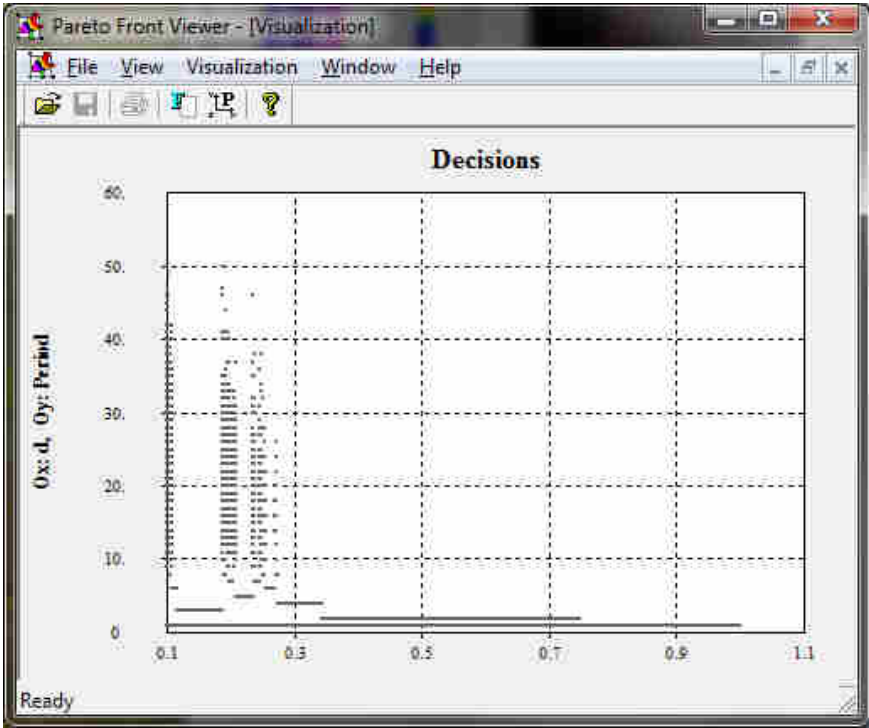 Pareto Front Viewer - [Visualization]
File View Visualization Window Help
Decisions
Ox: d, Oy: Period
60.
50.
40.
30.
20.
10.
0.
0.1 0.3 0.5 0.7 0.9 1.1
Ready